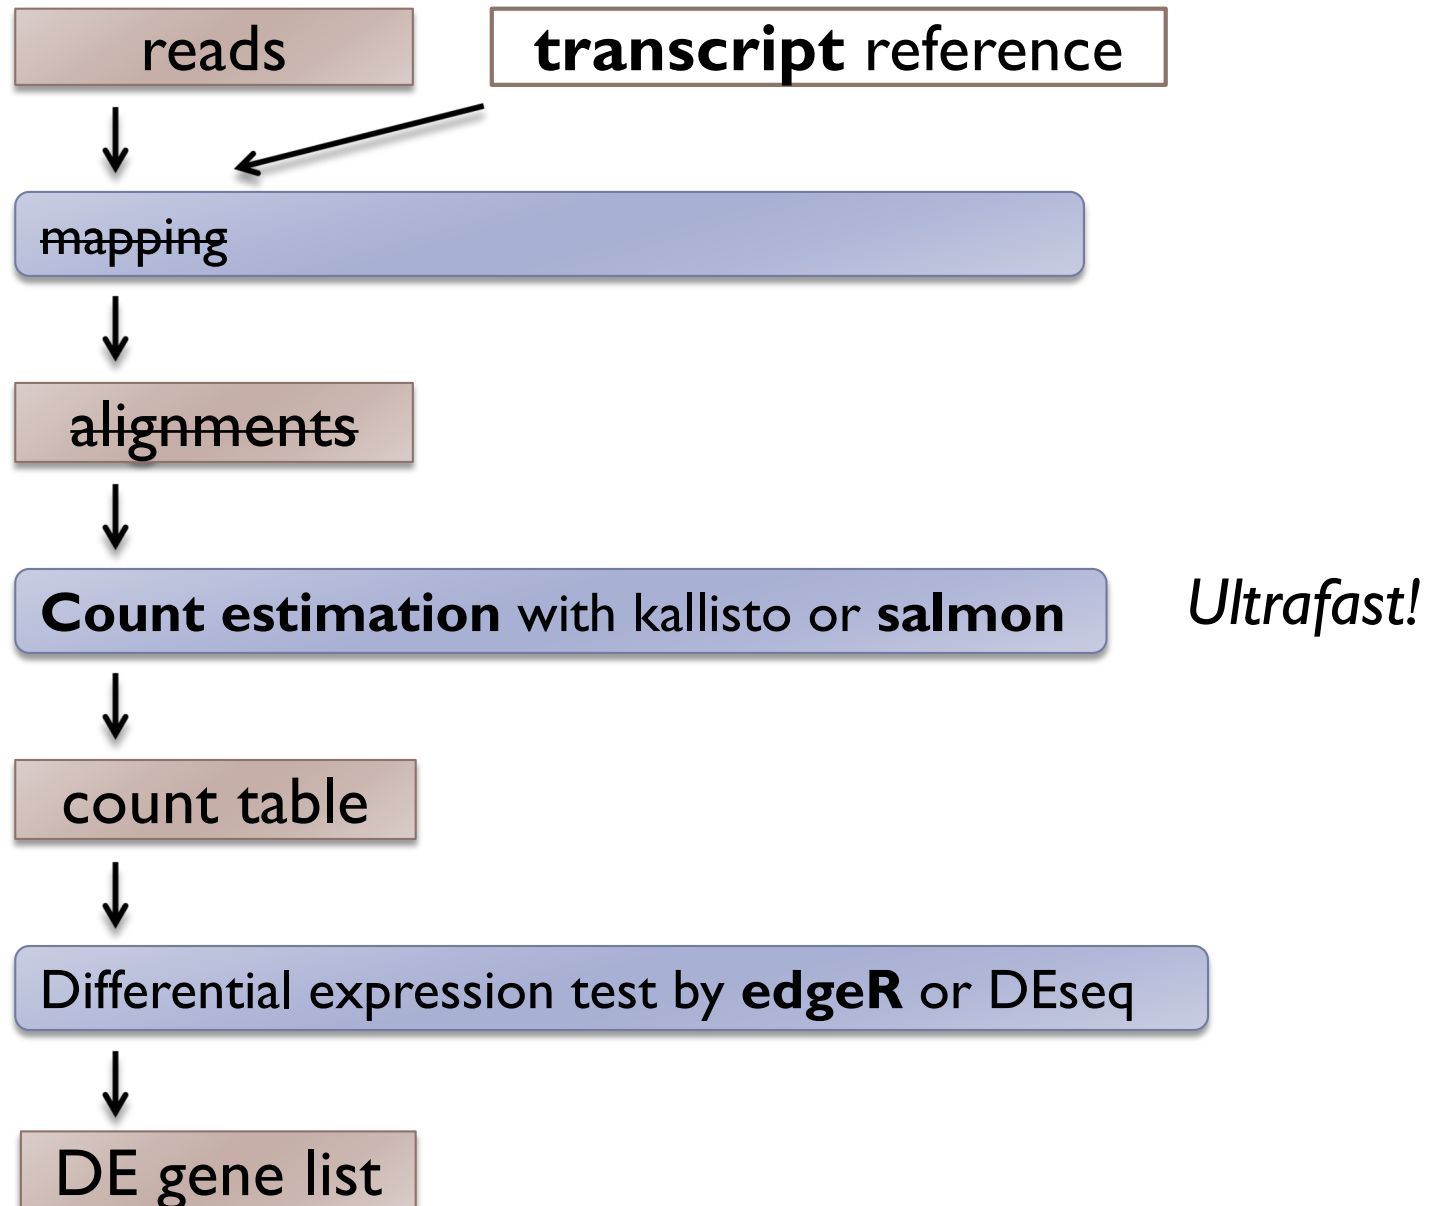 reads
transcript reference
mapping
alignments
Count estimation with kallisto or salmon
Ultrafast!
count table
Differential expression test by edgeR or DEseq
DE gene list